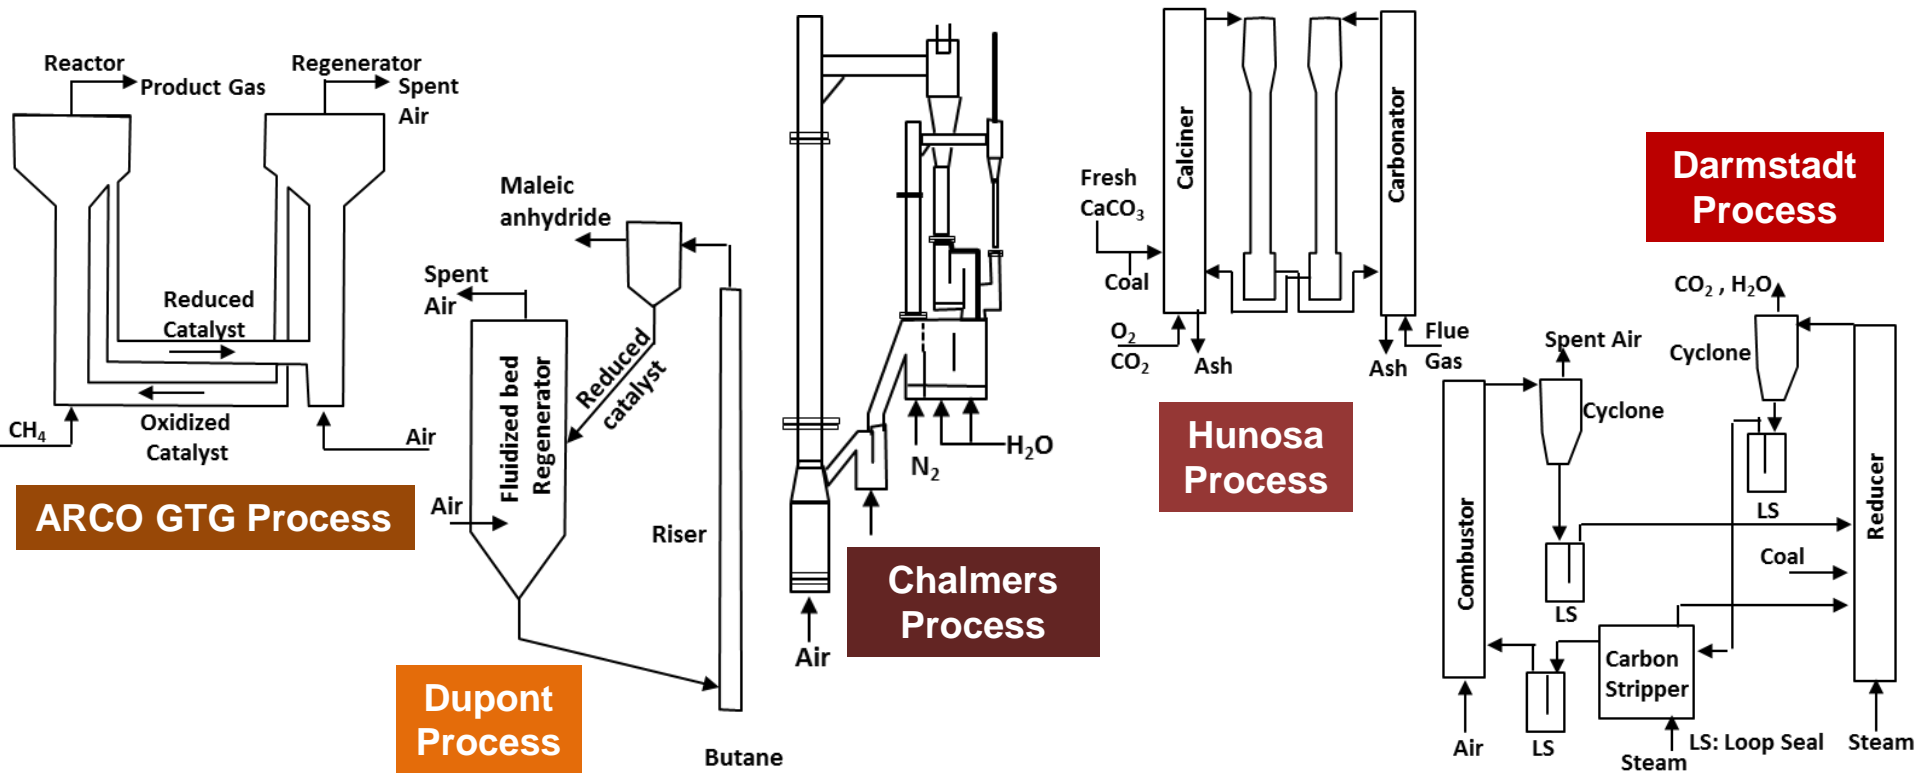 Reactor
Product Gas
Regenerator
Spent
Air
Reduced
Catalyst
Oxidized
Catalyst
CH₄
Air
ARCO GTG Process
Maleic
anhydride
Spent
Air
Reduced
catalyst
Fluidized bed
Regenerator
Air
Riser
Butane
Dupont
Process
N₂
H₂O
Air
Chalmers
Process
Calciner
Carbonator
Fresh
CaCO₃
Coal
O₂
CO₂
Ash
Ash
Flue
Gas
Hunosa
Process
Darmstadt
Process
CO₂ , H₂O
Cyclone
Spent Air
Cyclone
LS
Reducer
Combustor
Coal
LS
Carbon
Stripper
Air
LS
Steam
LS: Loop Seal
Steam